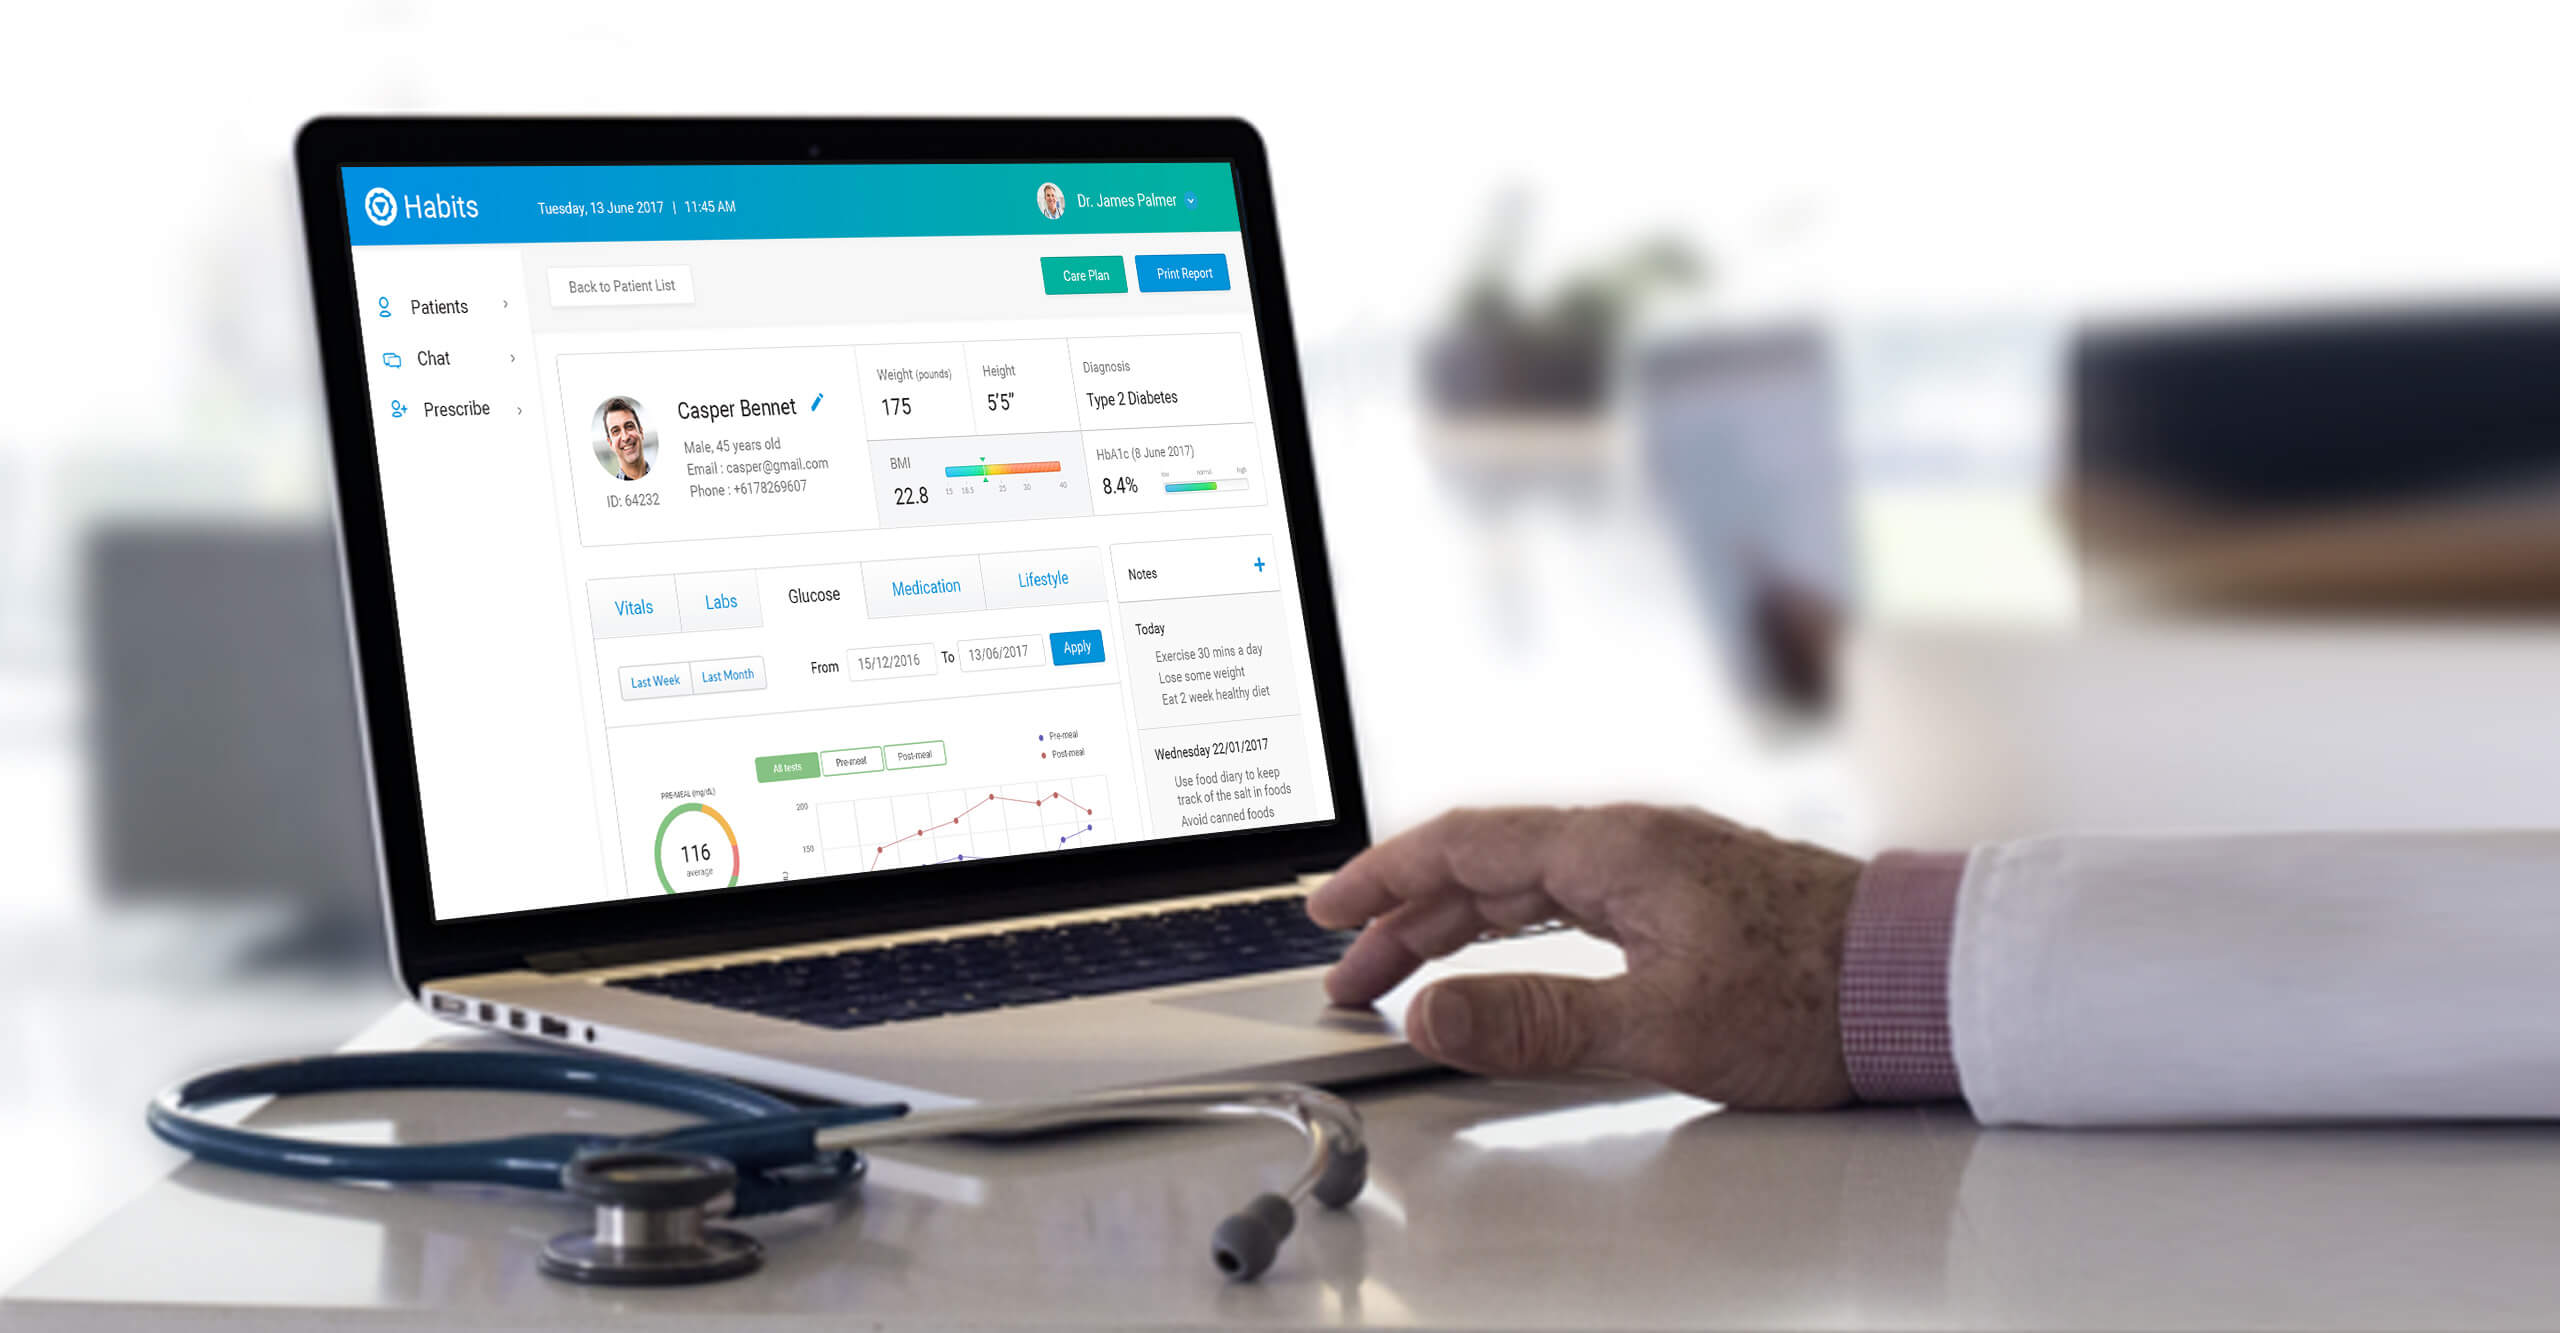 Habits
Tuesday, 13 June 2017 | 11:45 AM
Dr. James Palmer
Patients
Chat
Prescribe
Back to Patient List
Care Plan
Print Report
Casper Bennet
Male, 45 years old
Email : casper@gmail.com
Phone : +6178269607
ID: 64232
Weight (pounds)
175
Height
5'5"
Diagnosis
Type 2 Diabetes
BMI
22.8
15 18.5 25 30 40
HbA1c (8 June 2017)
8.4%
low normal high
Vitals
Labs
Glucose
Medication
Lifestyle
Last Week
Last Month
From 15/12/2016 To 13/06/2017
Apply
All tests
Pre-meal
Post-meal
Pre-meal
Post-meal
PRE-MEAL (mg/dL)
116
average
200
150
Notes +
Today
Exercise 30 mins a day
Lose some weight
Eat 2 week healthy diet
Wednesday 22/01/2017
Use food diary to keep
track of the salt in foods
Avoid canned foods